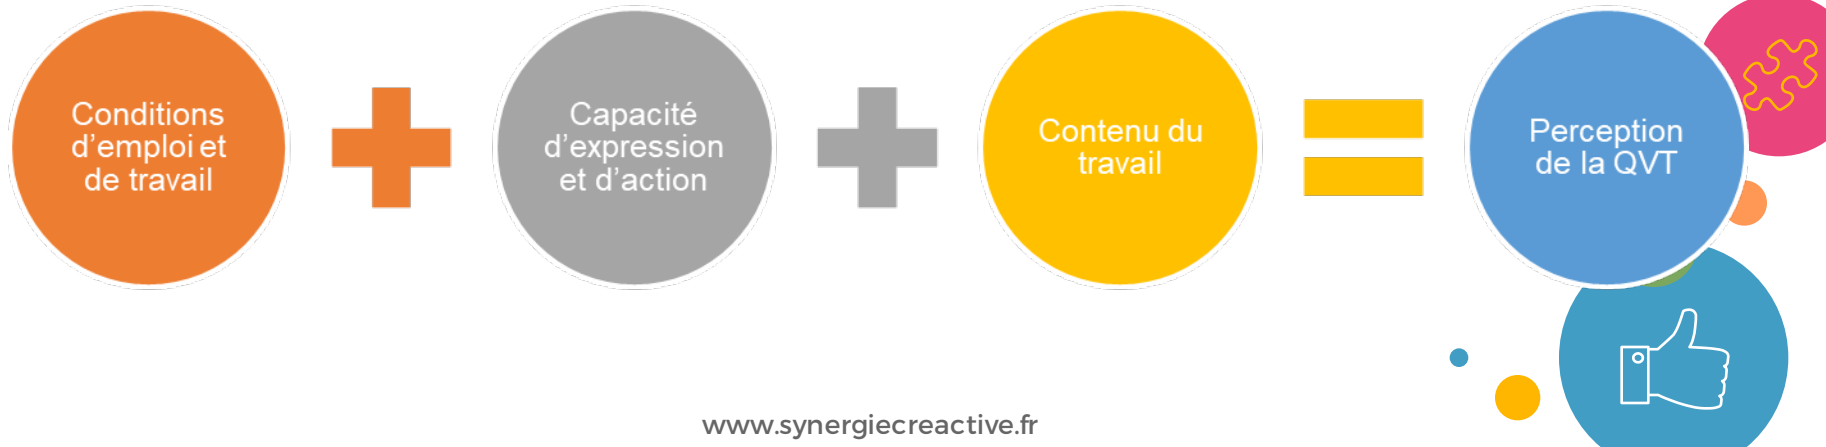 Conditions
d’emploi et
de travail
Capacité
d’expression
et d’action
Contenu du
travail
Perception
de la QVT
www.synergiecreactive.fr